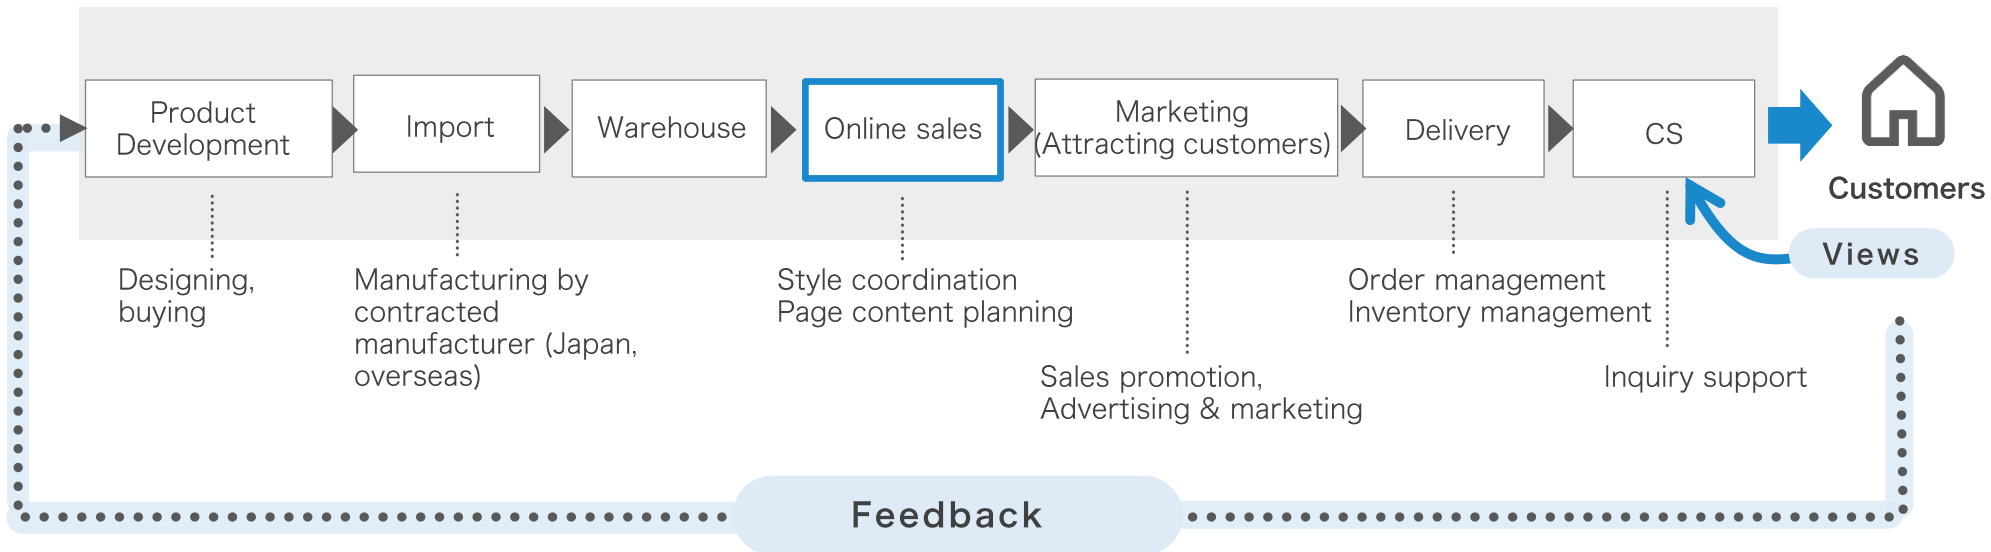 Product
Development
Import
Warehouse
Online sales
Marketing
(Attracting customers)
Delivery
CS
Customers
Views
Designing,
buying
Manufacturing by
contracted
manufacturer (Japan,
overseas)
Style coordination
Page content planning
Sales promotion,
Advertising & marketing
Order management
Inventory management
Inquiry support
Feedback